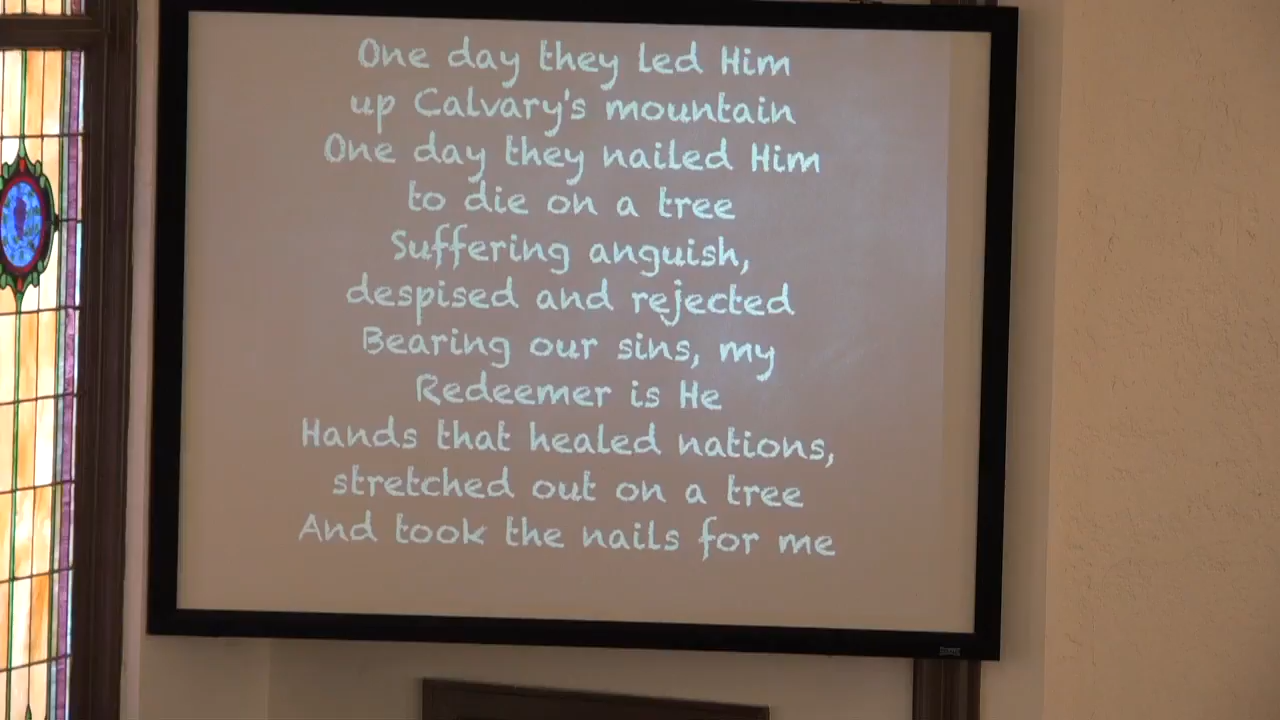 One day they led Him
up Calvary's mountain
One day they nailed Him
to die on a tree
Suffering anguish,
despised and rejected
Bearing our sins, my
Redeemer is He
Hands that healed nations,
stretched out on a tree
And took the nails for me